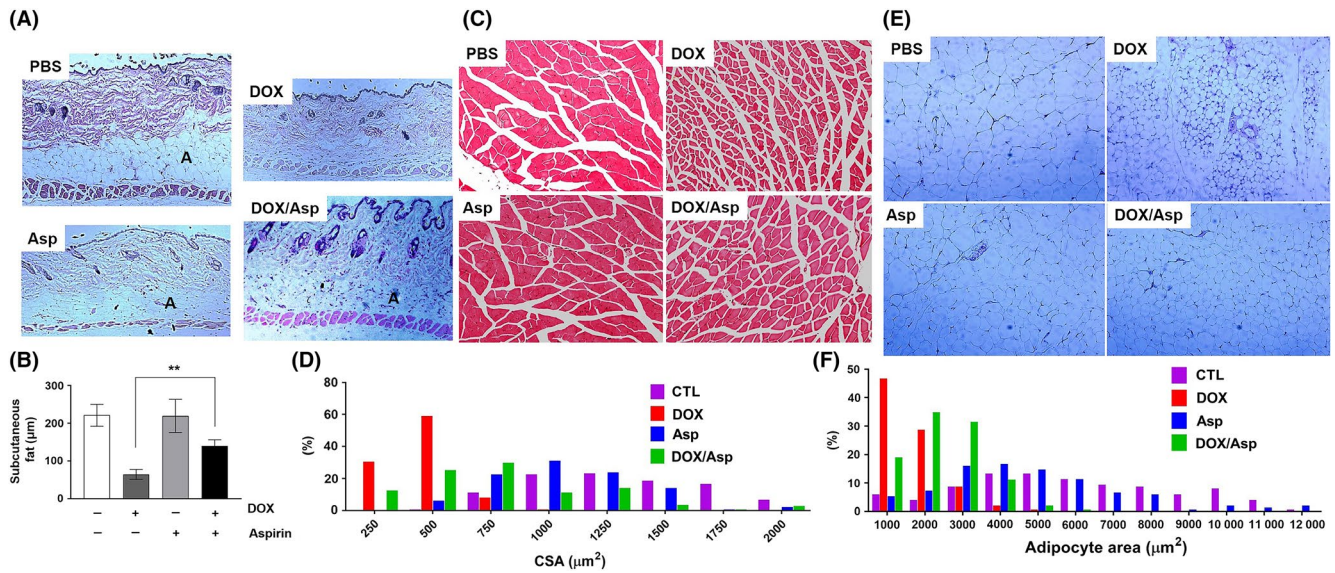 (A)
PBS
A
DOX
Asp
A
DOX/Asp
A
(B)
Subcutaneous
fat (µm)
300
200
100
0
**
– + – + DOX
– – + + Aspirin
(C)
PBS
DOX
Asp
DOX/Asp
(D)
(%)
80
60
40
20
0
CTL
DOX
Asp
DOX/Asp
250 500 750 1000 1250 1500 1750 2000
CSA (µm²)
(E)
PBS
DOX
Asp
DOX/Asp
(F)
(%)
50
40
30
20
10
0
CTL
DOX
Asp
DOX/Asp
1000 2000 3000 4000 5000 6000 7000 8000 9000 10 000 11 000 12 000
Adipocyte area (µm²)